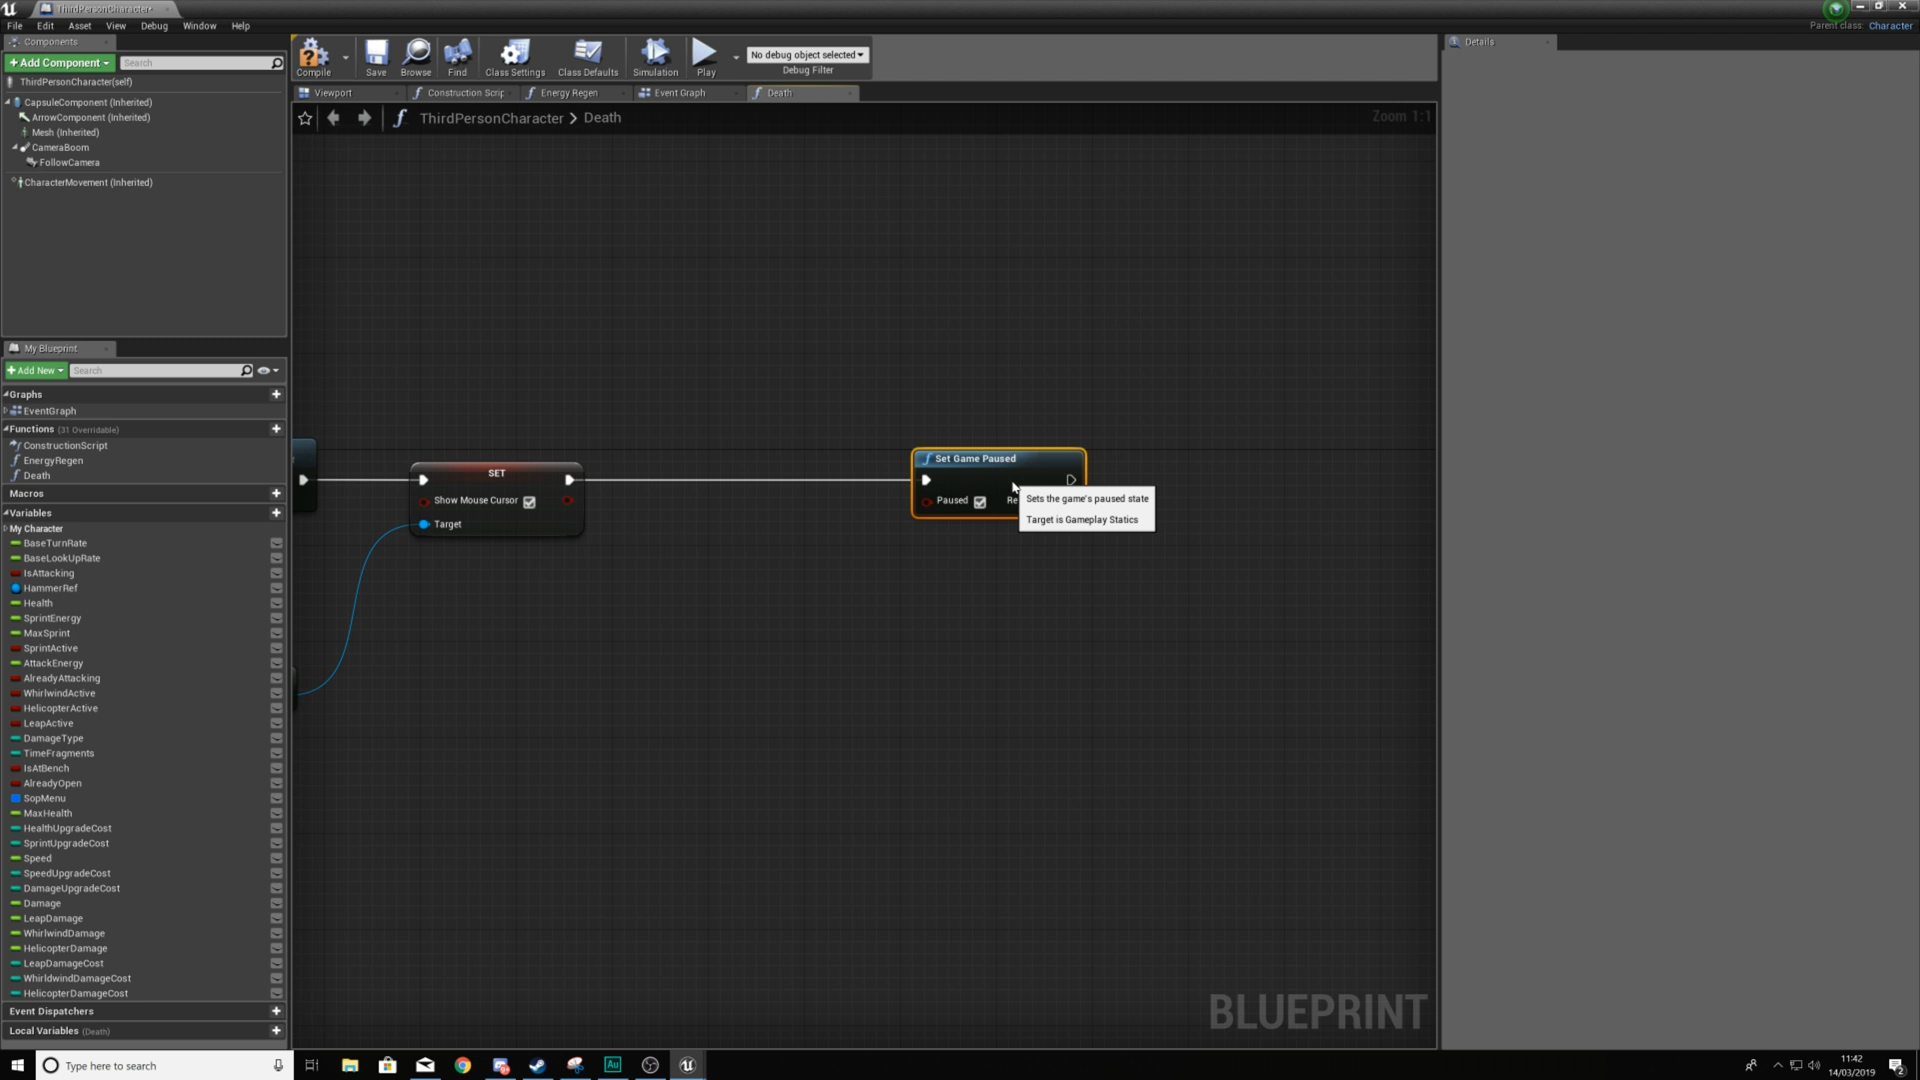 ThirdPersonCharacter*
File Edit Asset View Debug Window Help
Parent class: Character
Components
Details
+ Add Component
Search
Compile
Save
Browse
Find
Class Settings
Class Defaults
Simulation
Play
No debug object selected
Debug Filter
ThirdPersonCharacter(self)
Viewport
Construction Scrip
Energy Regen
Event Graph
Death
CapsuleComponent (Inherited)
ArrowComponent (Inherited)
Mesh (Inherited)
CameraBoom
FollowCamera
CharacterMovement (Inherited)
ThirdPersonCharacter > Death
Zoom 1:1
My Blueprint
+ Add New
Search
Graphs
EventGraph
Functions (31 Overridable)
ConstructionScript
EnergyRegen
Death
Macros
Variables
My Character
BaseTurnRate
BaseLookUpRate
IsAttacking
HammerRef
Health
SprintEnergy
MaxSprint
SprintActive
AttackEnergy
AlreadyAttacking
WhirlwindActive
HelicopterActive
LeapActive
DamageType
TimeFragments
IsAtBench
AlreadyOpen
SopMenu
MaxHealth
HealthUpgradeCost
SprintUpgradeCost
Speed
SpeedUpgradeCost
DamageUpgradeCost
Damage
LeapDamage
WhirlwindDamage
HelicopterDamage
LeapDamageCost
WhirldwindDamageCost
HelicopterDamageCost
Event Dispatchers
Local Variables (Death)
SET
Show Mouse Cursor
Target
Set Game Paused
Paused
Re
Sets the game's paused state
Target is Gameplay Statics
BLUEPRINT
Type here to search
Au
11:42
14/03/2019
2